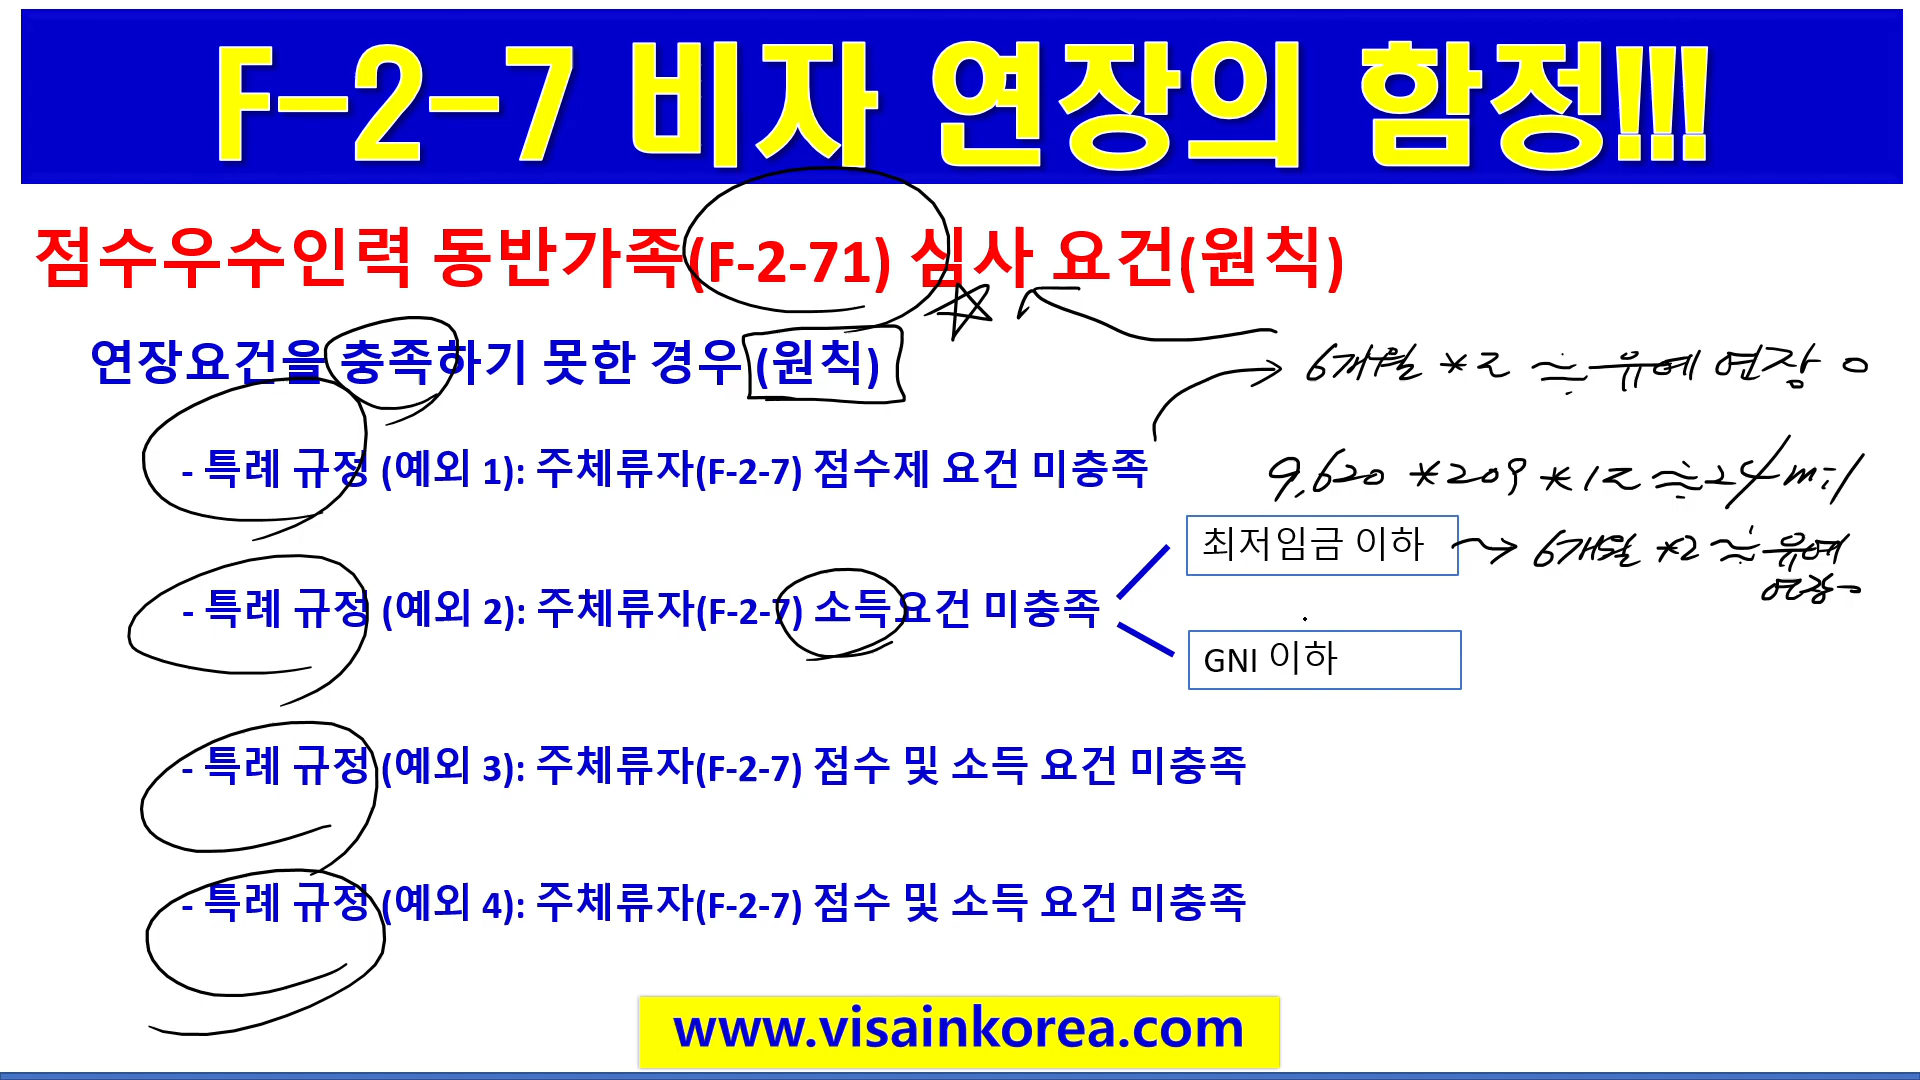 F-2-7 비자 연장의 함정!!!
점수우수인력 동반가족(F-2-71) 심사 요건(원칙)
연장요건을 충족하기 못한 경우 (원칙)
6개월 *2 ≒ 유예 연장 0
- 특례 규정 (예외 1): 주체류자(F-2-7) 점수제 요건 미충족
9,620 *209 *12 ≒ 24mil
최저임금 이하
6개월 *2 ≒ 유예
연장
- 특례 규정 (예외 2): 주체류자(F-2-7) 소득요건 미충족
GNI 이하
- 특례 규정 (예외 3): 주체류자(F-2-7) 점수 및 소득 요건 미충족
- 특례 규정 (예외 4): 주체류자(F-2-7) 점수 및 소득 요건 미충족
www.visainkorea.com